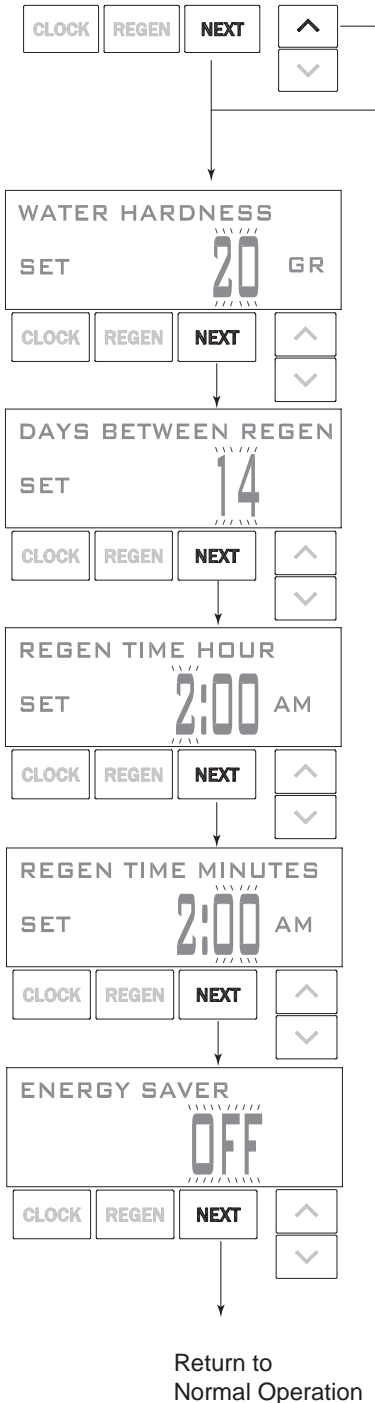 CLOCK REGEN NEXT
WATER HARDNESS
SET 20 GR
CLOCK REGEN NEXT
DAYS BETWEEN REGEN
SET 14
CLOCK REGEN NEXT
REGEN TIME HOUR
SET 2:00 AM
CLOCK REGEN NEXT
REGEN TIME MINUTES
SET 2:00 AM
CLOCK REGEN NEXT
ENERGY SAVER
OFF
CLOCK REGEN NEXT
Return to
Normal Operation